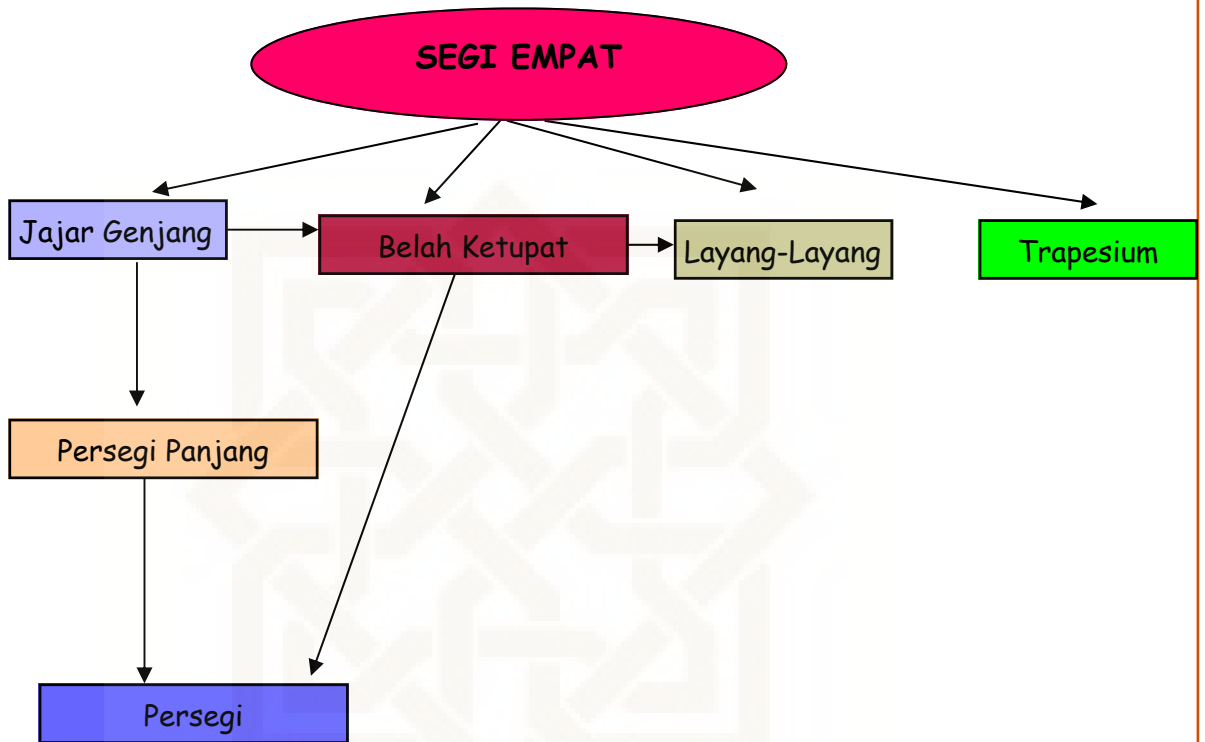 SEGI EMPAT
Jajar Genjang
Belah Ketupat
Layang-Layang
Trapesium
Persegi Panjang
Persegi